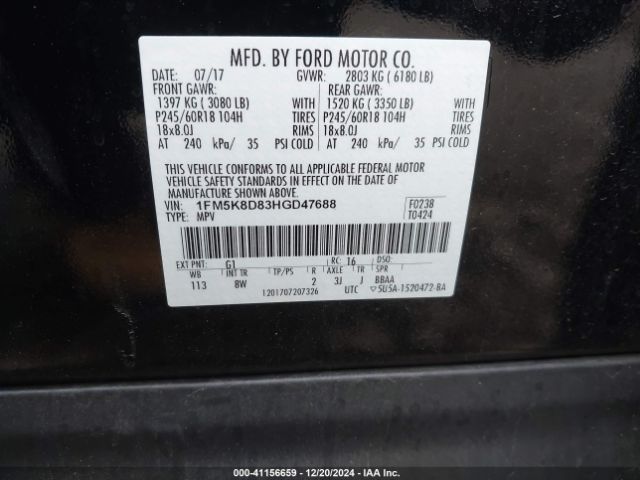 MFD. BY FORD MOTOR CO.
DATE: 07/17 GVWR: 2803 KG ( 6180 LB)
FRONT GAWR: REAR GAWR:
1397 KG ( 3080 LB) WITH 1520 KG ( 3350 LB) WITH
P245/60R18 104H TIRES P245/60R18 104H TIRES
18x8.0J RIMS 18x8.0J RIMS
AT 240 kPa/ 35 PSI COLD AT 240 kPa/ 35 PSI COLD
THIS VEHICLE CONFORMS TO ALL APPLICABLE FEDERAL MOTOR
VEHICLE SAFETY STANDARDS IN EFFECT ON THE DATE OF
MANUFACTURE SHOWN ABOVE.
VIN: 1FM5K8D83HGD47688 F0238
TYPE: MPV T0424
EXT PNT: G1 RC: 16 DSO:
WB INT TR TP/PS R AXLE TR SPR
113 8W 2 3J J BBAA
1201707207326 UTC 5U5A-1520472-BA
000-41156659 - 12/20/2024 - IAA Inc.